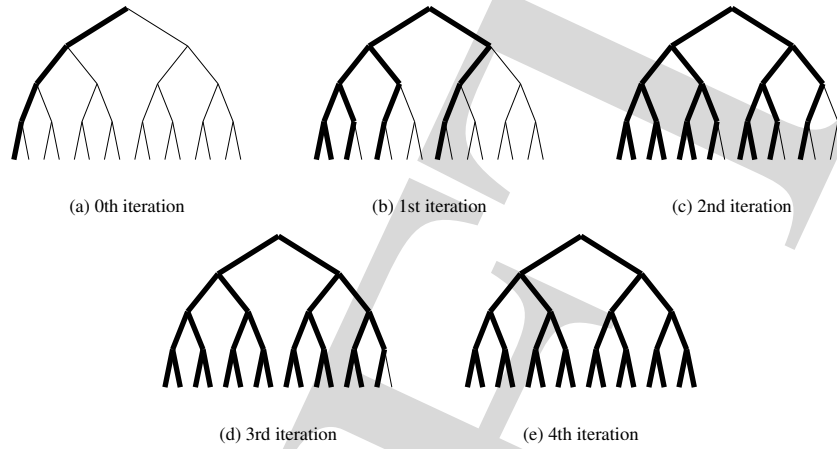 (a) 0th iteration
(b) 1st iteration
(c) 2nd iteration
(d) 3rd iteration
(e) 4th iteration